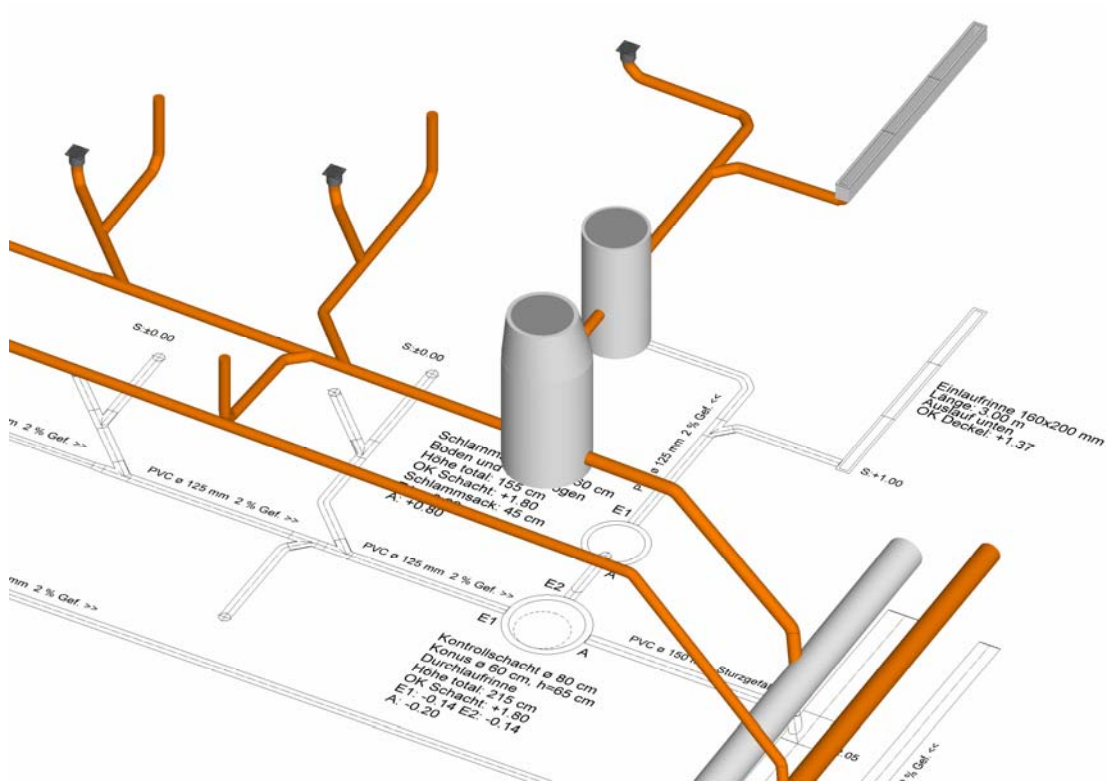 S:±0.00
S:±0.00
Einlaufrinne 160x200 mm
Länge: 3.00 m
Auslauf unten
OK Deckel: +1.37
S:+1.00
ø 125 mm 2 % Gef. <<
Boden und
Höhe total: 155 cm
OK Schacht: +1.80
Schlammsack: 45 cm
A: +0.80
E1
A
E2
E1
A
PVC ø 125 mm 2 % Gef. >>
PVC ø 125 mm 2 % Gef. >>
2 % Gef. >>
mm 2 % Gef. >>
PVC ø 150
Kontrollschacht ø 80 cm
Konus ø 60 cm, h=65 cm
Durchlaufrinne
Höhe total: 215 cm
OK Schacht: +1.80
E1: -0.14 E2: -0.14
A: -0.20
2 % Gef. <<